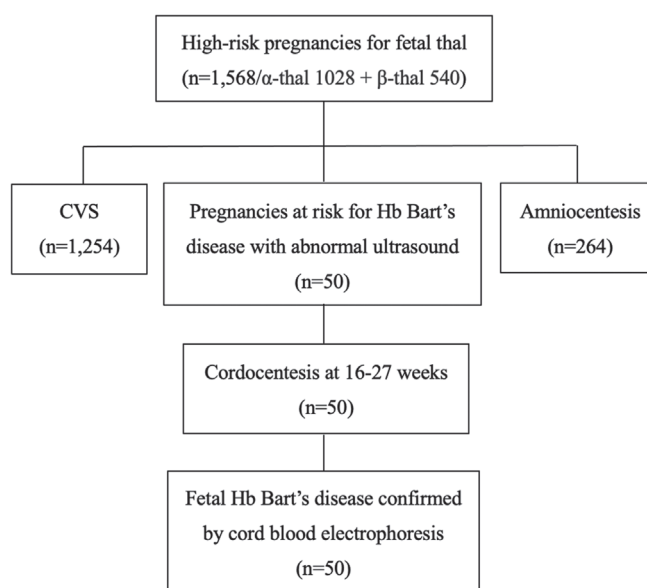 High-risk pregnancies for fetal thal
(n=1,568/α-thal 1028 + β-thal 540)
CVS
(n=1,254)
Pregnancies at risk for Hb Bart’s
disease with abnormal ultrasound
(n=50)
Amniocentesis
(n=264)
Cordocentesis at 16-27 weeks
(n=50)
Fetal Hb Bart’s disease confirmed
by cord blood electrophoresis
(n=50)